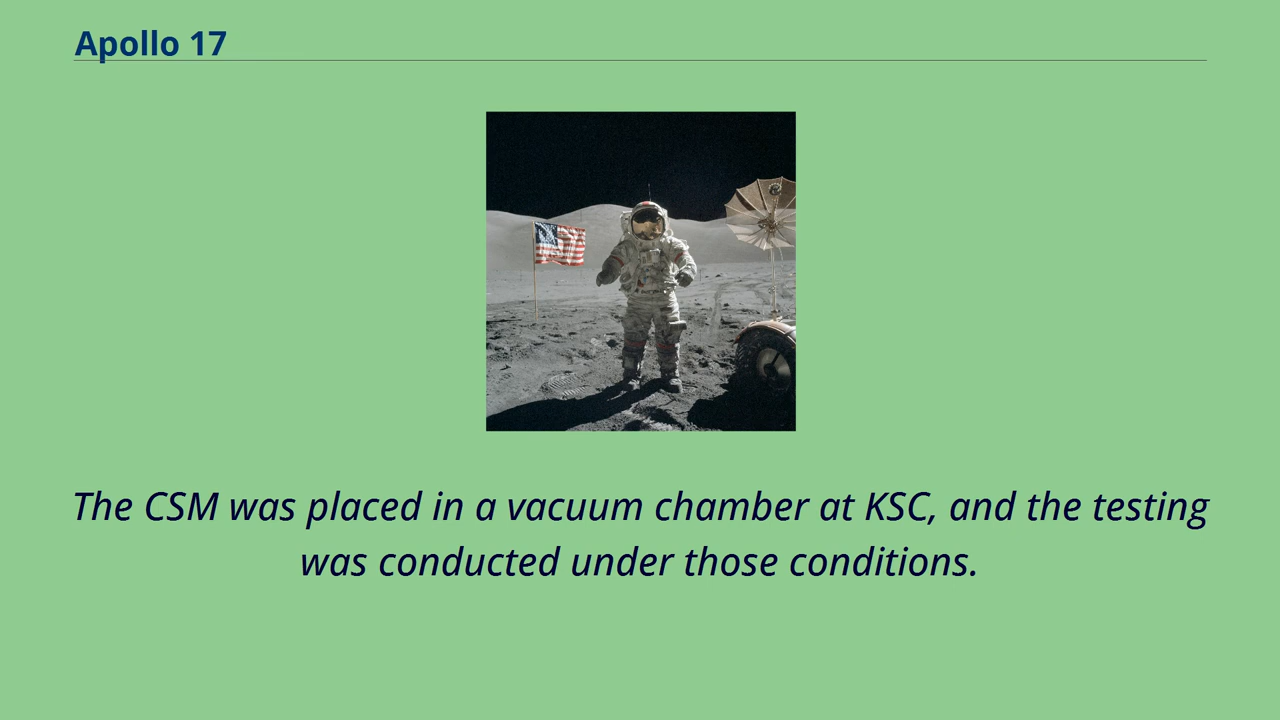 Apollo 17
The CSM was placed in a vacuum chamber at KSC, and the testing
was conducted under those conditions.